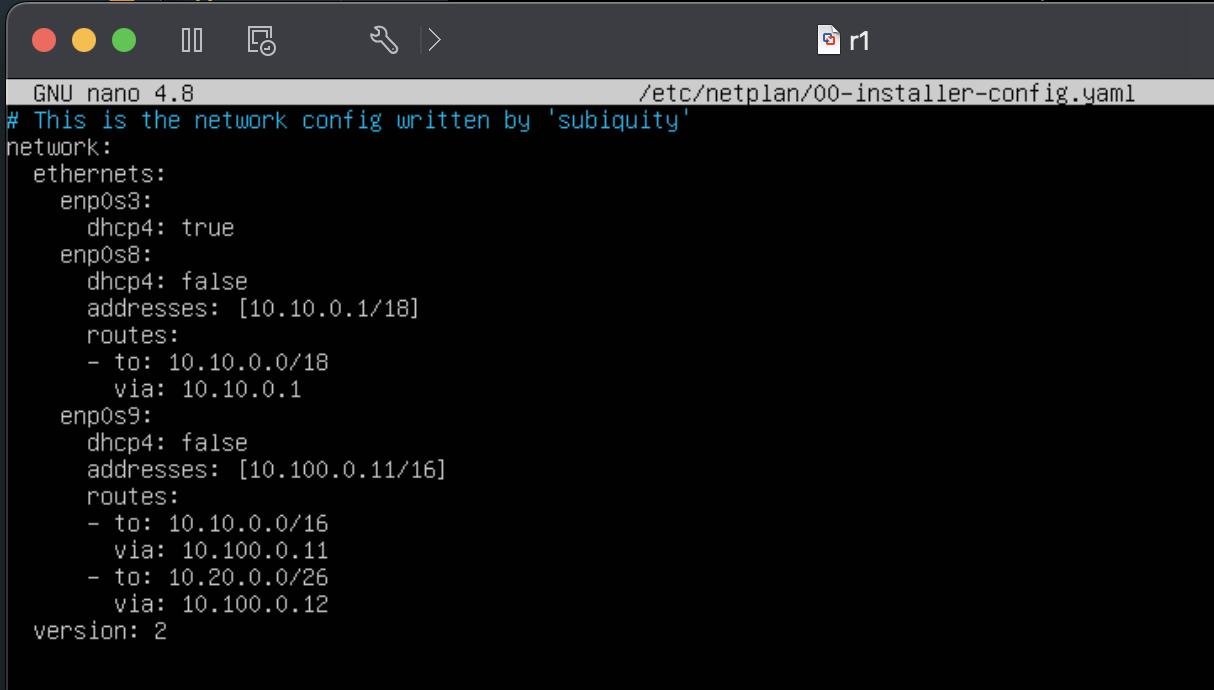 r1
GNU nano 4.8 /etc/netplan/00-installer-config.yaml
# This is the network config written by 'subiquity'
network:
  ethernets:
    enp0s3:
      dhcp4: true
    enp0s8:
      dhcp4: false
      addresses: [10.10.0.1/18]
      routes:
      - to: 10.10.0.0/18
        via: 10.10.0.1
    enp0s9:
      dhcp4: false
      addresses: [10.100.0.11/16]
      routes:
      - to: 10.10.0.0/16
        via: 10.100.0.11
      - to: 10.20.0.0/26
        via: 10.100.0.12
  version: 2